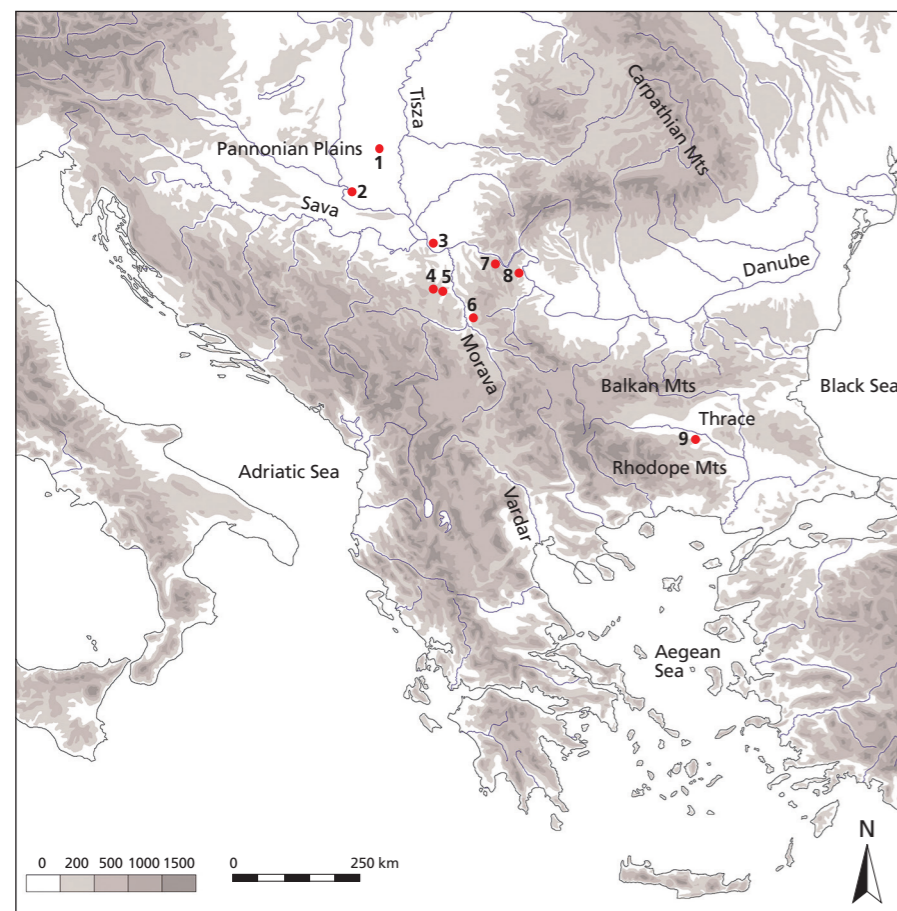 Carpathian Mts
Tisza
Pannonian Plains
1
2
Sava
3
7
8
Danube
4
5
6
Morava
Balkan Mts
Black Sea
Thrace
9
Rhodope Mts
Adriatic Sea
Vardar
Aegean
Sea
N
0 200 500 1000 1500
0 250 km